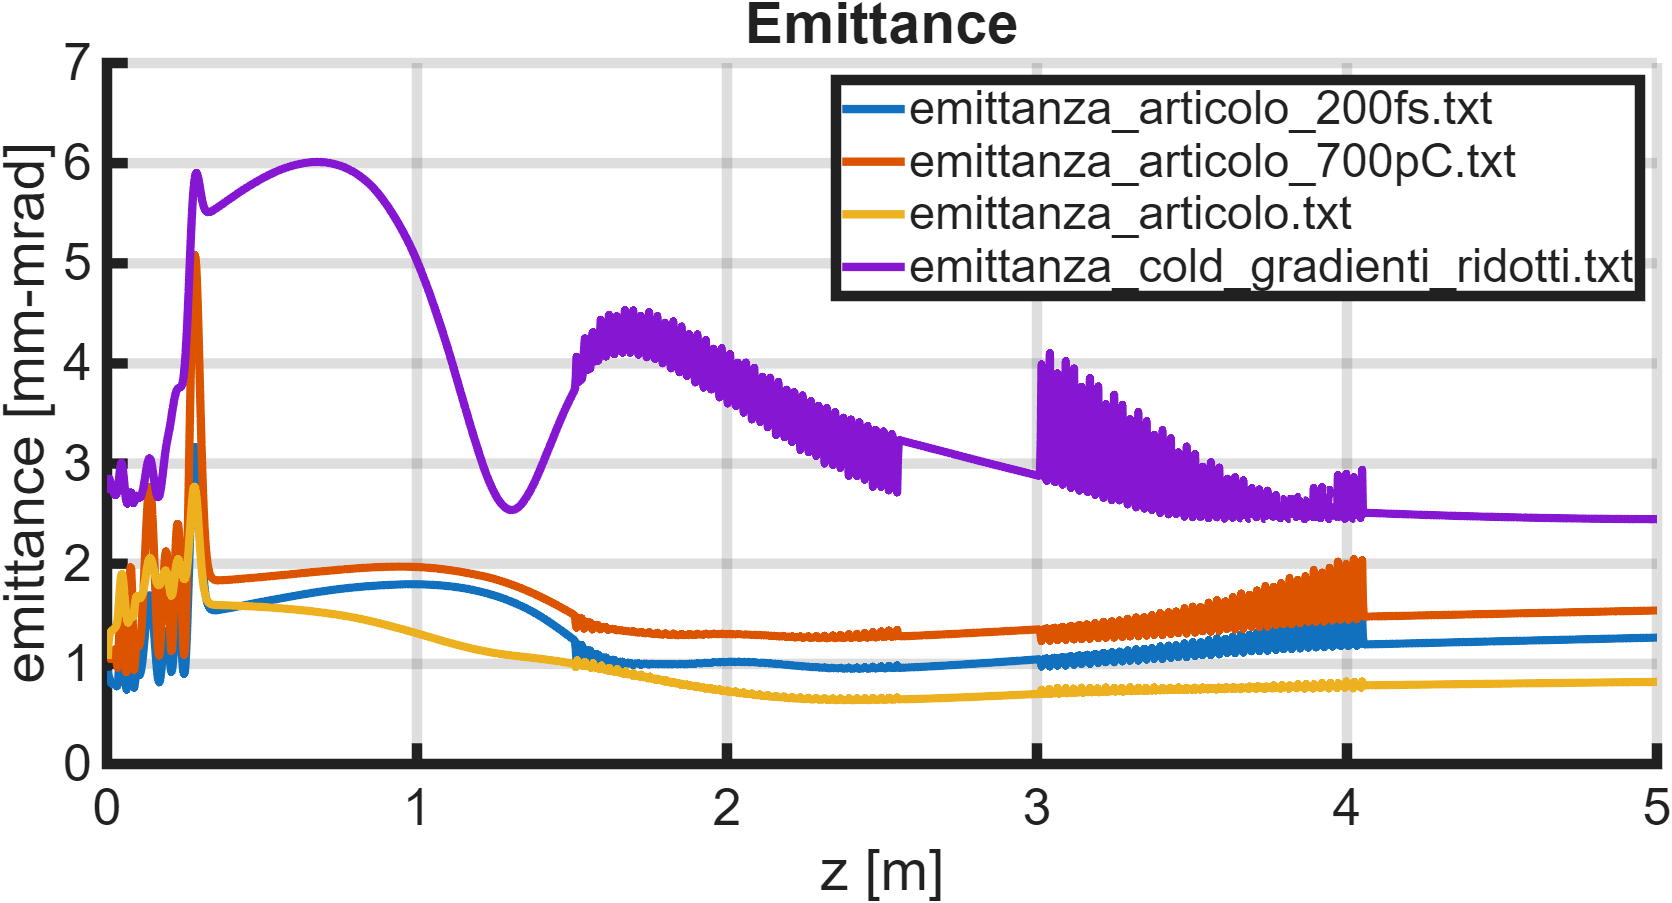 Emittance
emittance [mm-mrad]
7
6
5
4
3
2
1
0
emittanza_articolo_200fs.txt
emittanza_articolo_700pC.txt
emittanza_articolo.txt
emittanza_cold_gradienti_ridotti.txt
0 1 2 3 4 5
z [m]